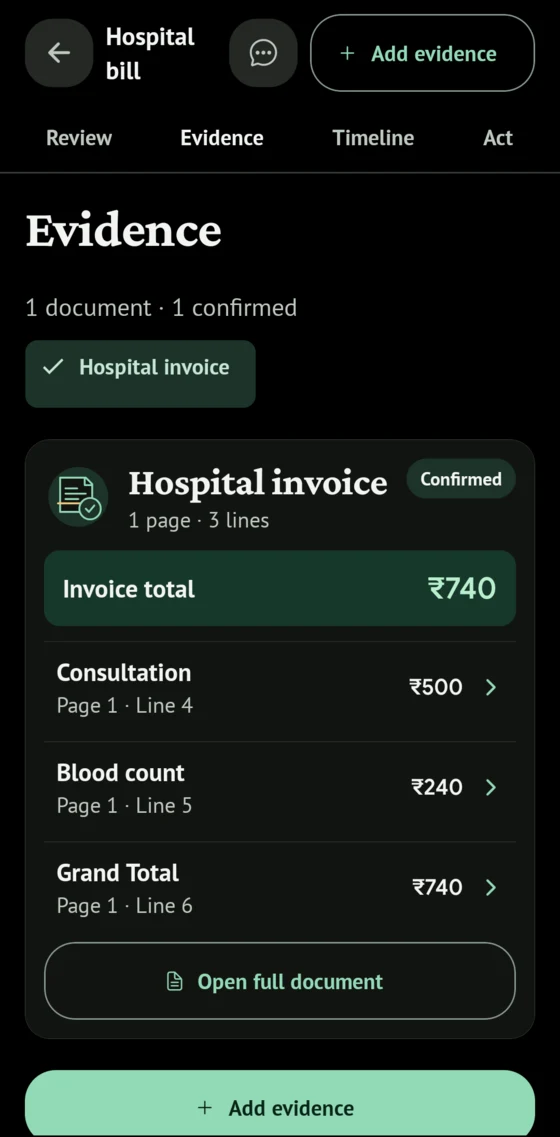 Hospital
bill
+ Add evidence
Review
Evidence
Timeline
Act
Evidence
1 document · 1 confirmed
Hospital invoice
Hospital invoice
Confirmed
1 page · 3 lines
Invoice total
₹740
Consultation
₹500
Page 1 · Line 4
Blood count
₹240
Page 1 · Line 5
Grand Total
₹740
Page 1 · Line 6
Open full document
+ Add evidence